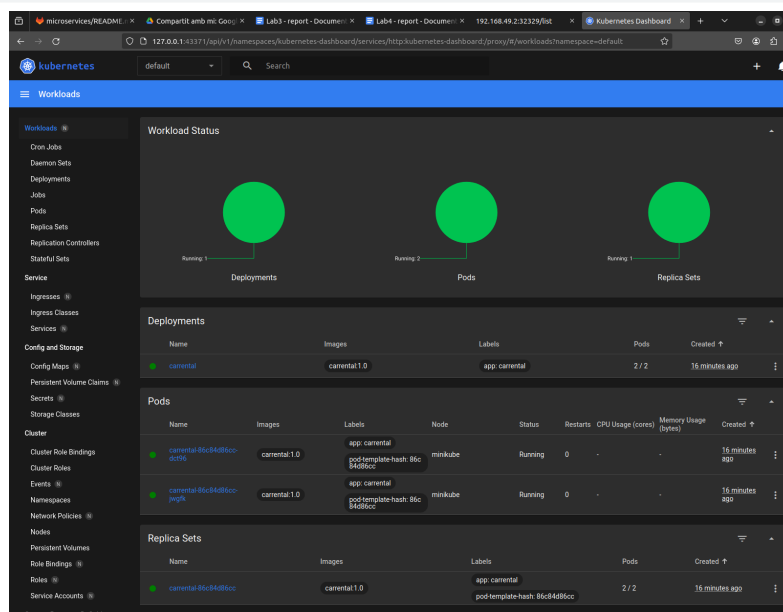 microservices/README.m
Compartit amb mi: Googl
Lab3 - report - Document
Lab4 - report - Document
192.168.49.2:32329/list
Kubernetes Dashboard
127.0.0.1:43371/api/v1/namespaces/kubernetes-dashboard/services/http:kubernetes-dashboard:/proxy/#/workloads?namespace=default
kubernetes
default
Search
Workloads
Workloads N
Cron Jobs
Daemon Sets
Deployments
Jobs
Pods
Replica Sets
Replication Controllers
Stateful Sets
Service
Ingresses N
Ingress Classes
Services N
Config and Storage
Config Maps N
Persistent Volume Claims N
Secrets N
Storage Classes
Cluster
Cluster Role Bindings
Cluster Roles
Events N
Namespaces
Network Policies N
Nodes
Persistent Volumes
Role Bindings N
Roles N
Service Accounts N
Workload Status
Running: 1
Running: 2
Running: 1
Deployments
Pods
Replica Sets
Deployments
Name Images Labels Pods Created ↑
carrental carrental:1.0 app: carrental 2 / 2 16 minutes ago
Pods
Name Images Labels Node Status Restarts CPU Usage (cores) Memory Usage (bytes) Created ↑
carrental-86c84d86cc-
dct96
carrental:1.0
app: carrental
pod-template-hash: 86c
84d86cc
minikube Running 0 - -
16 minutes
ago
carrental-86c84d86cc-
jwgfk
carrental:1.0
app: carrental
pod-template-hash: 86c
84d86cc
minikube Running 0 - -
16 minutes
ago
Replica Sets
Name Images Labels Pods Created ↑
carrental-86c84d86cc carrental:1.0
app: carrental
pod-template-hash: 86c84d86cc
2 / 2 16 minutes ago